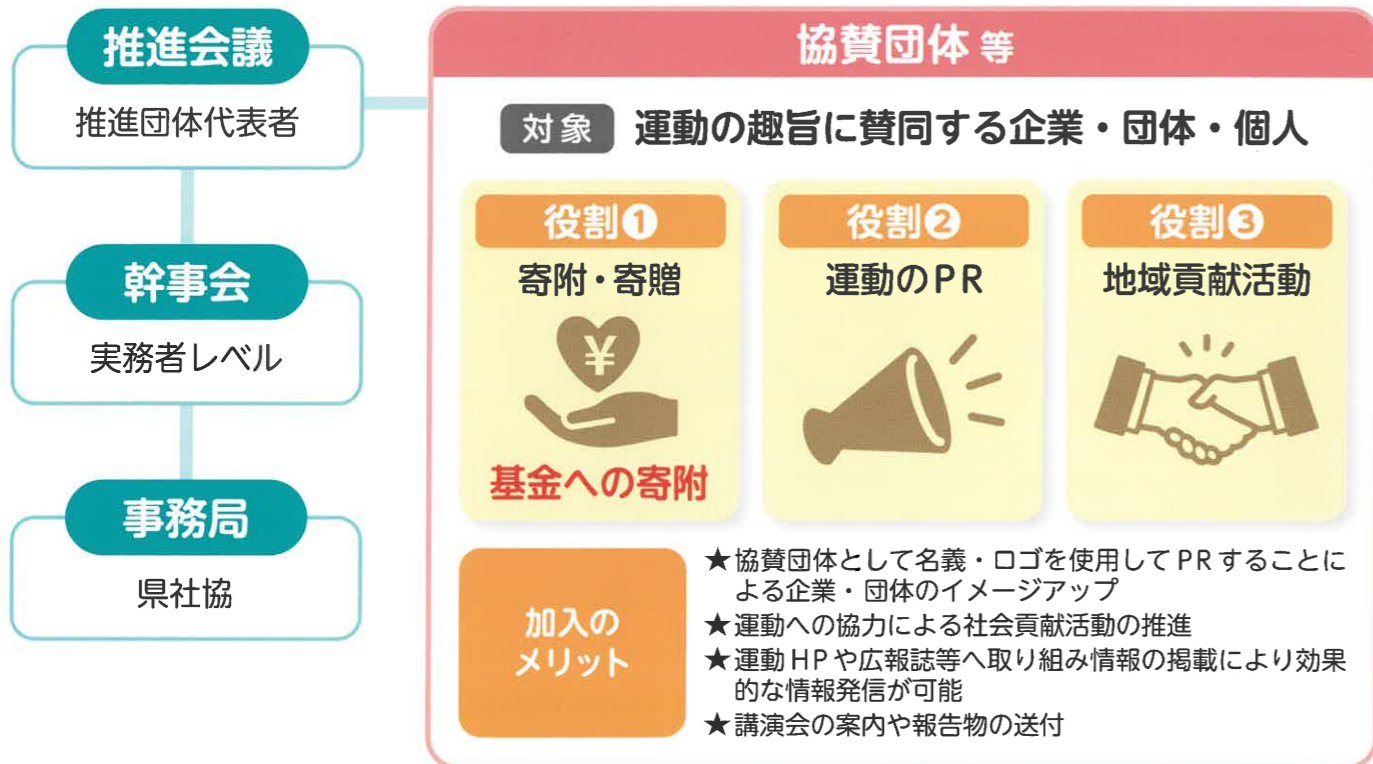 推進会議
推進団体代表者
幹事会
実務者レベル
事務局
県社協
協賛団体 等
対象 運動の趣旨に賛同する企業・団体・個人
役割❶
寄附・寄贈
¥
基金への寄附
役割❷
運動のPR
役割❸
地域貢献活動
加入の
メリット
★協賛団体として名義・ロゴを使用してPRすることに
よる企業・団体のイメージアップ
★運動への協力による社会貢献活動の推進
★運動HPや広報誌等へ取り組み情報の掲載により効果
的な情報発信が可能
★講演会の案内や報告物の送付